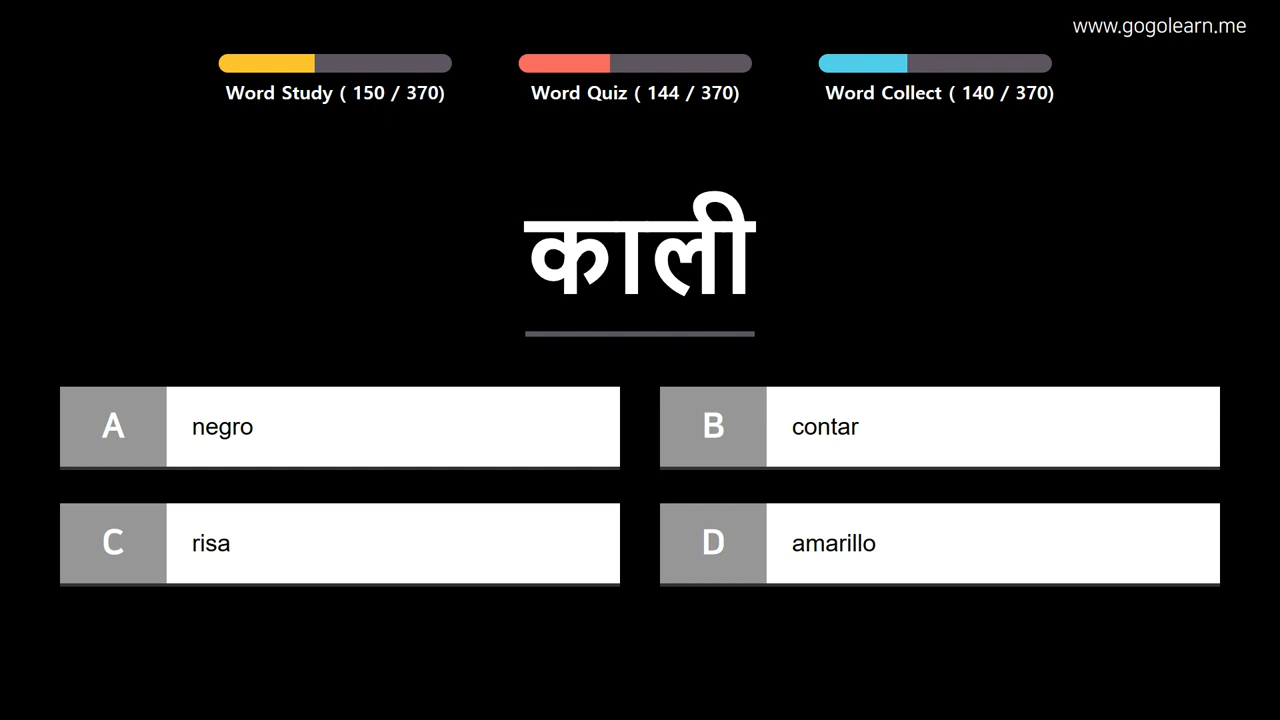 www.gogolearn.me
Word Study ( 150 / 370)
Word Quiz ( 144 / 370)
Word Collect ( 140 / 370)
काली
A negro
B contar
C risa
D amarillo